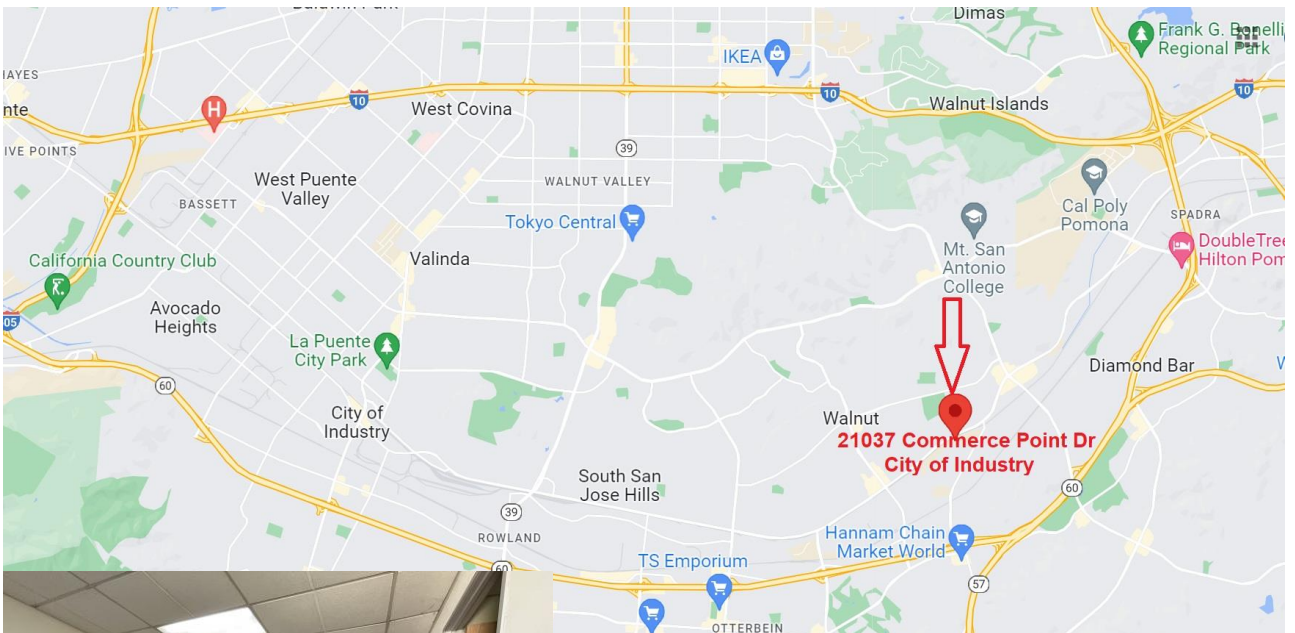 Dimas
Frank G. Bonelli
Regional Park
IKEA
10
10
10
nte
West Covina
Walnut Islands
39
IVE POINTS
West Puente
Valley
WALNUT VALLEY
BASSETT
Cal Poly
Pomona
SPADRA
Tokyo Central
Mt. San
Antonio
College
DoubleTree
Hilton Pom
California Country Club
Valinda
Avocado
Heights
05
La Puente
City Park
Diamond Bar
60
City of
Industry
Walnut
21037 Commerce Point Dr
City of Industry
South San
Jose Hills
60
39
ROWLAND
Hannam Chain
Market World
TS Emporium
60
57
OTTERBEIN
H